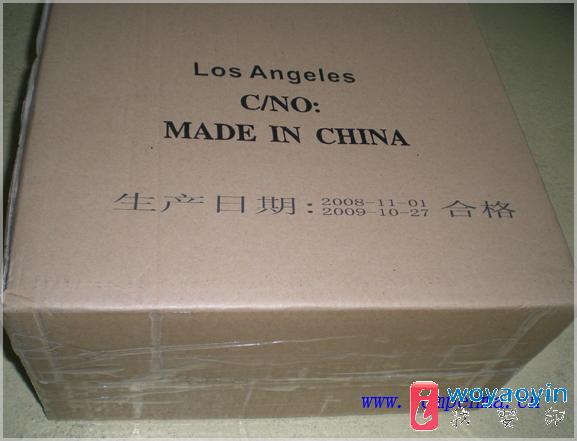 Los Angeles
C/NO:
MADE IN CHINA
生产日期: 2008-11-01 合格
2009-10-27
woyaoyin
我要印
www.